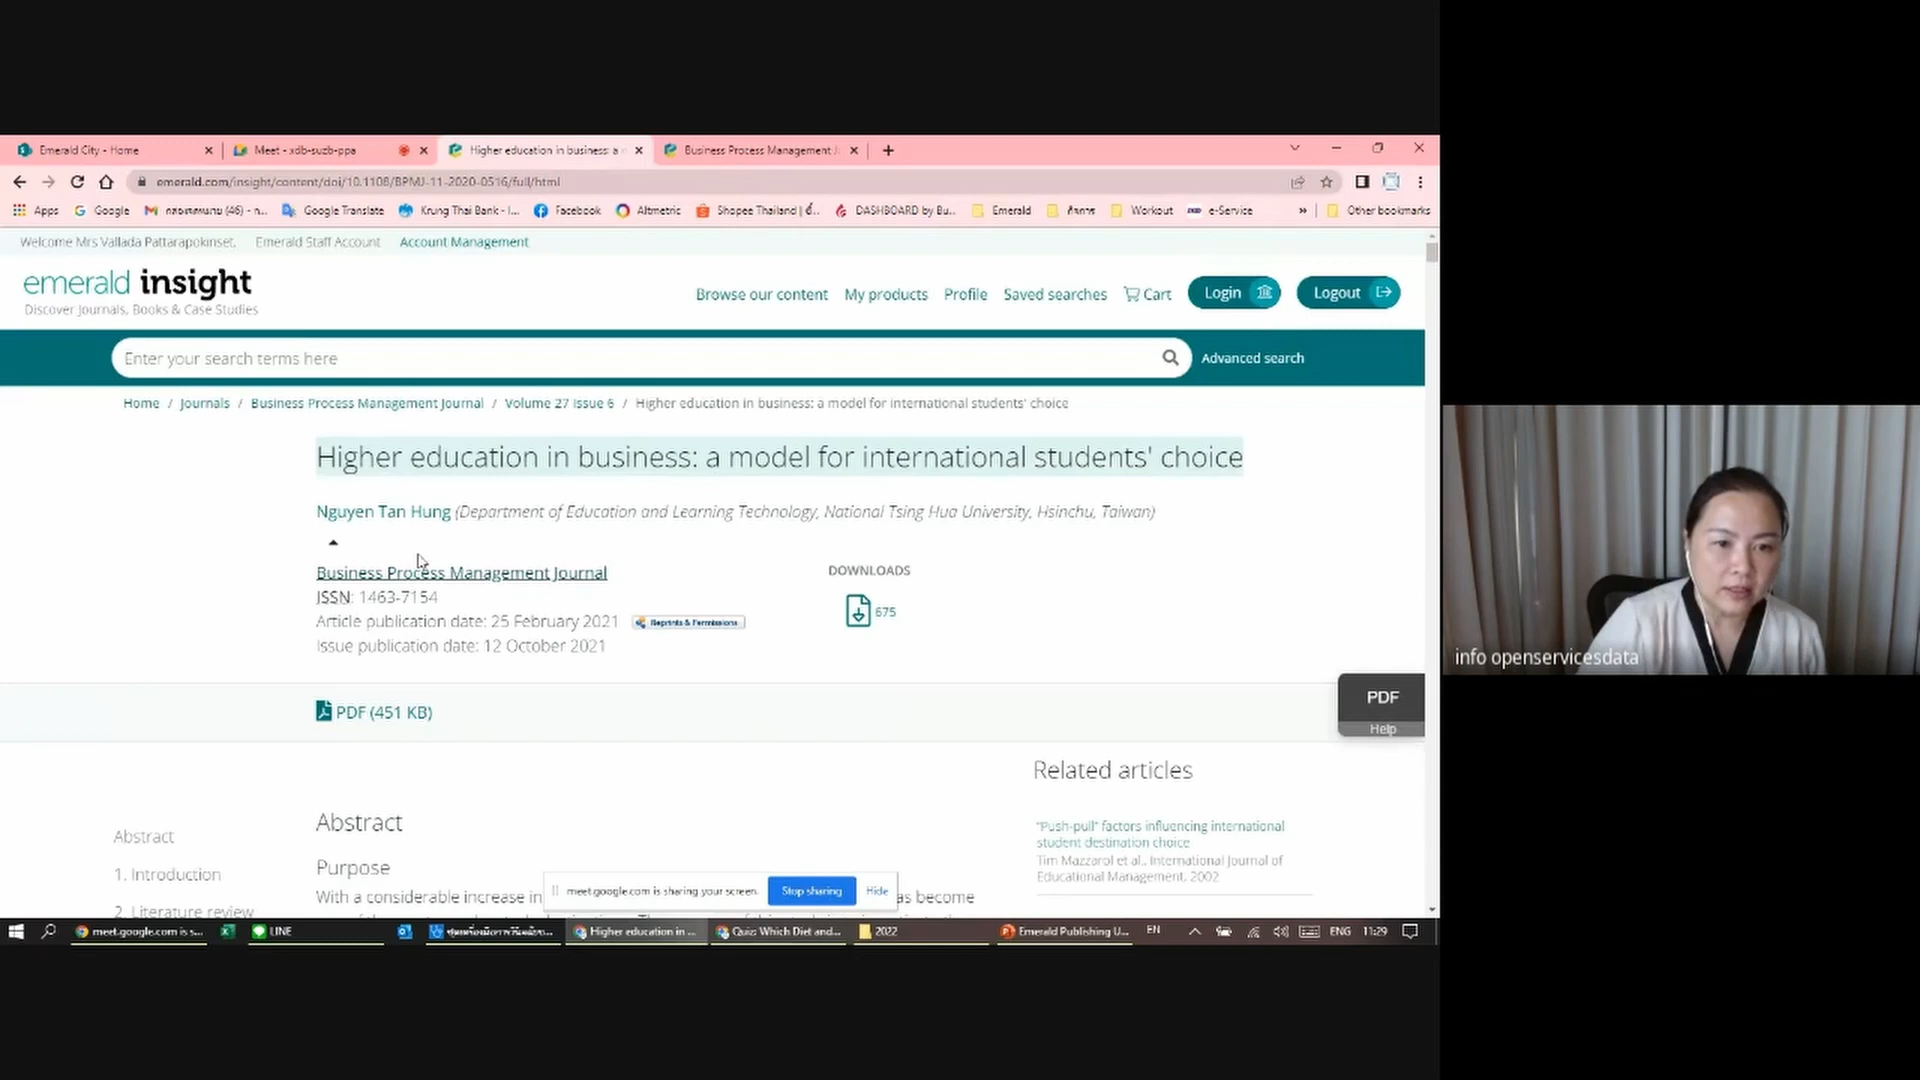 Emerald City - Home
Meet - xdb-suzb-ppa
Higher education in business: a
Business Process Management J
emerald.com/insight/content/doi/10.1108/BPMJ-11-2020-0516/full/html
Apps
Google
Google Translate
Krung Thai Bank - I...
Facebook
Altmetric
Shopee Thailand |
DASHBOARD by Bu...
Emerald
Workout
e-Service
»
Other bookmarks
Welcome Mrs Vallada Pattarapokinset,
Emerald Staff Account
Account Management
emerald insight
Discover Journals, Books & Case Studies
Browse our content
My products
Profile
Saved searches
Cart
Login
Logout
Enter your search terms here
Advanced search
Home / Journals / Business Process Management Journal / Volume 27 Issue 6 / Higher education in business: a model for international students' choice
Higher education in business: a model for international students' choice
Nguyen Tan Hung (Department of Education and Learning Technology, National Tsing Hua University, Hsinchu, Taiwan)
Business Process Management Journal
ISSN: 1463-7154
Article publication date: 25 February 2021
Reprints & Permissions
Issue publication date: 12 October 2021
DOWNLOADS
675
PDF (451 KB)
PDF
Help
Related articles
"Push-pull" factors influencing international
student destination choice
Tim Mazzarol et al., International Journal of
Educational Management, 2002
Abstract
1. Introduction
2. Literature review
Abstract
Purpose
With a considerable increase in
as become
meet.google.com is sharing your screen.
Stop sharing
Hide
meet.google.com is s...
LINE
Higher education in ...
Quiz: Which Diet and...
2022
Emerald Publishing U...
EN
ENG
11:29
info openservicesdata